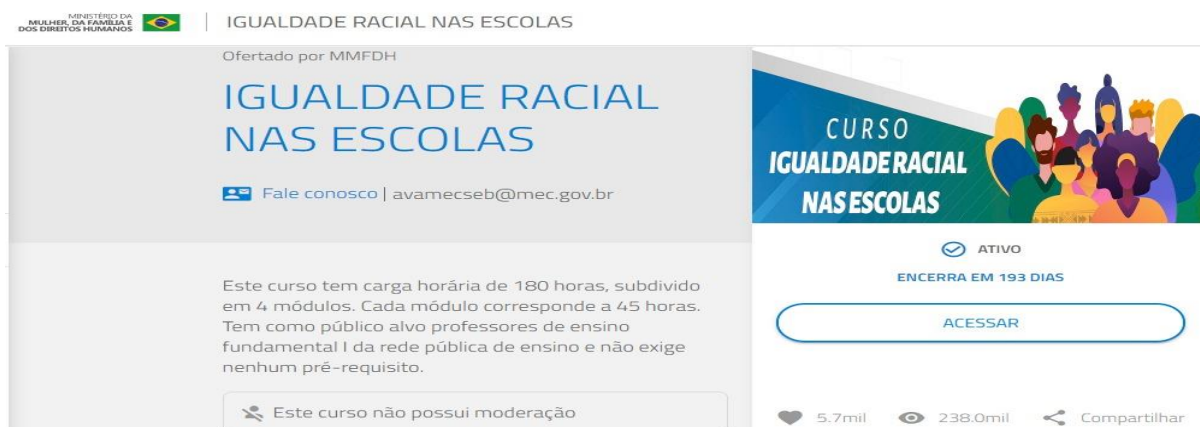 MINISTÉRIO DA
MULHER, DA FAMÍLIA E
DOS DIREITOS HUMANOS
IGUALDADE RACIAL NAS ESCOLAS
Ofertado por MMFDH
IGUALDADE RACIAL
NAS ESCOLAS
Fale conosco | avamecseb@mec.gov.br
Este curso tem carga horária de 180 horas, subdivido
em 4 módulos. Cada módulo corresponde a 45 horas.
Tem como público alvo professores de ensino
fundamental I da rede pública de ensino e não exige
nenhum pré-requisito.
Este curso não possui moderação
CURSO
IGUALDADE RACIAL
NAS ESCOLAS
ATIVO
ENCERRA EM 193 DIAS
ACESSAR
5.7mil 238.0mil Compartilhar